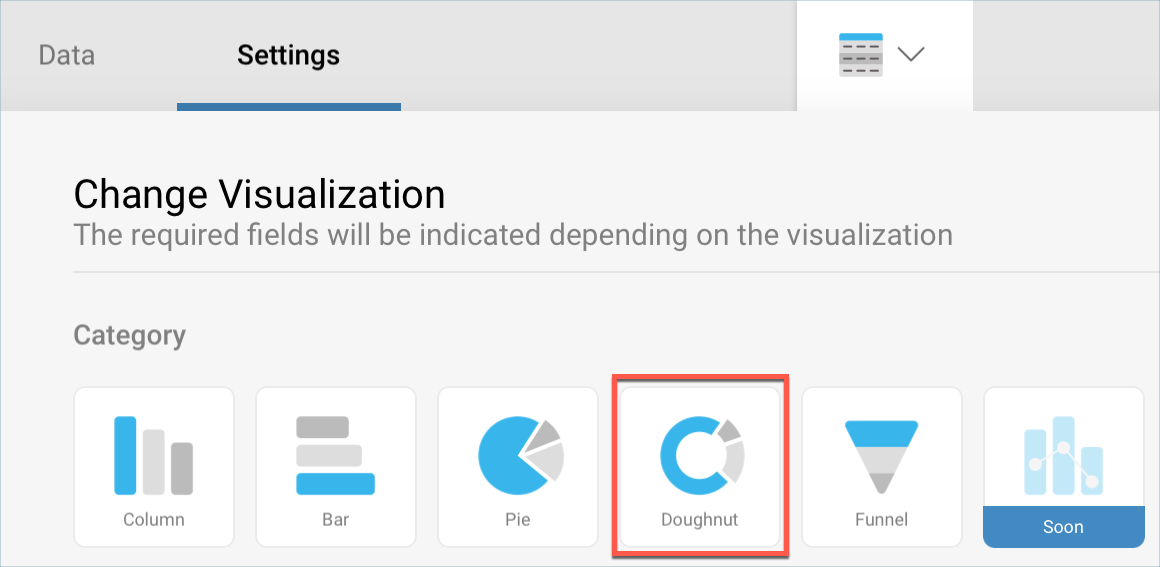 Data Settings
Change Visualization
The required fields will be indicated depending on the visualization
Category
Column Bar Pie Doughnut Funnel
Soon